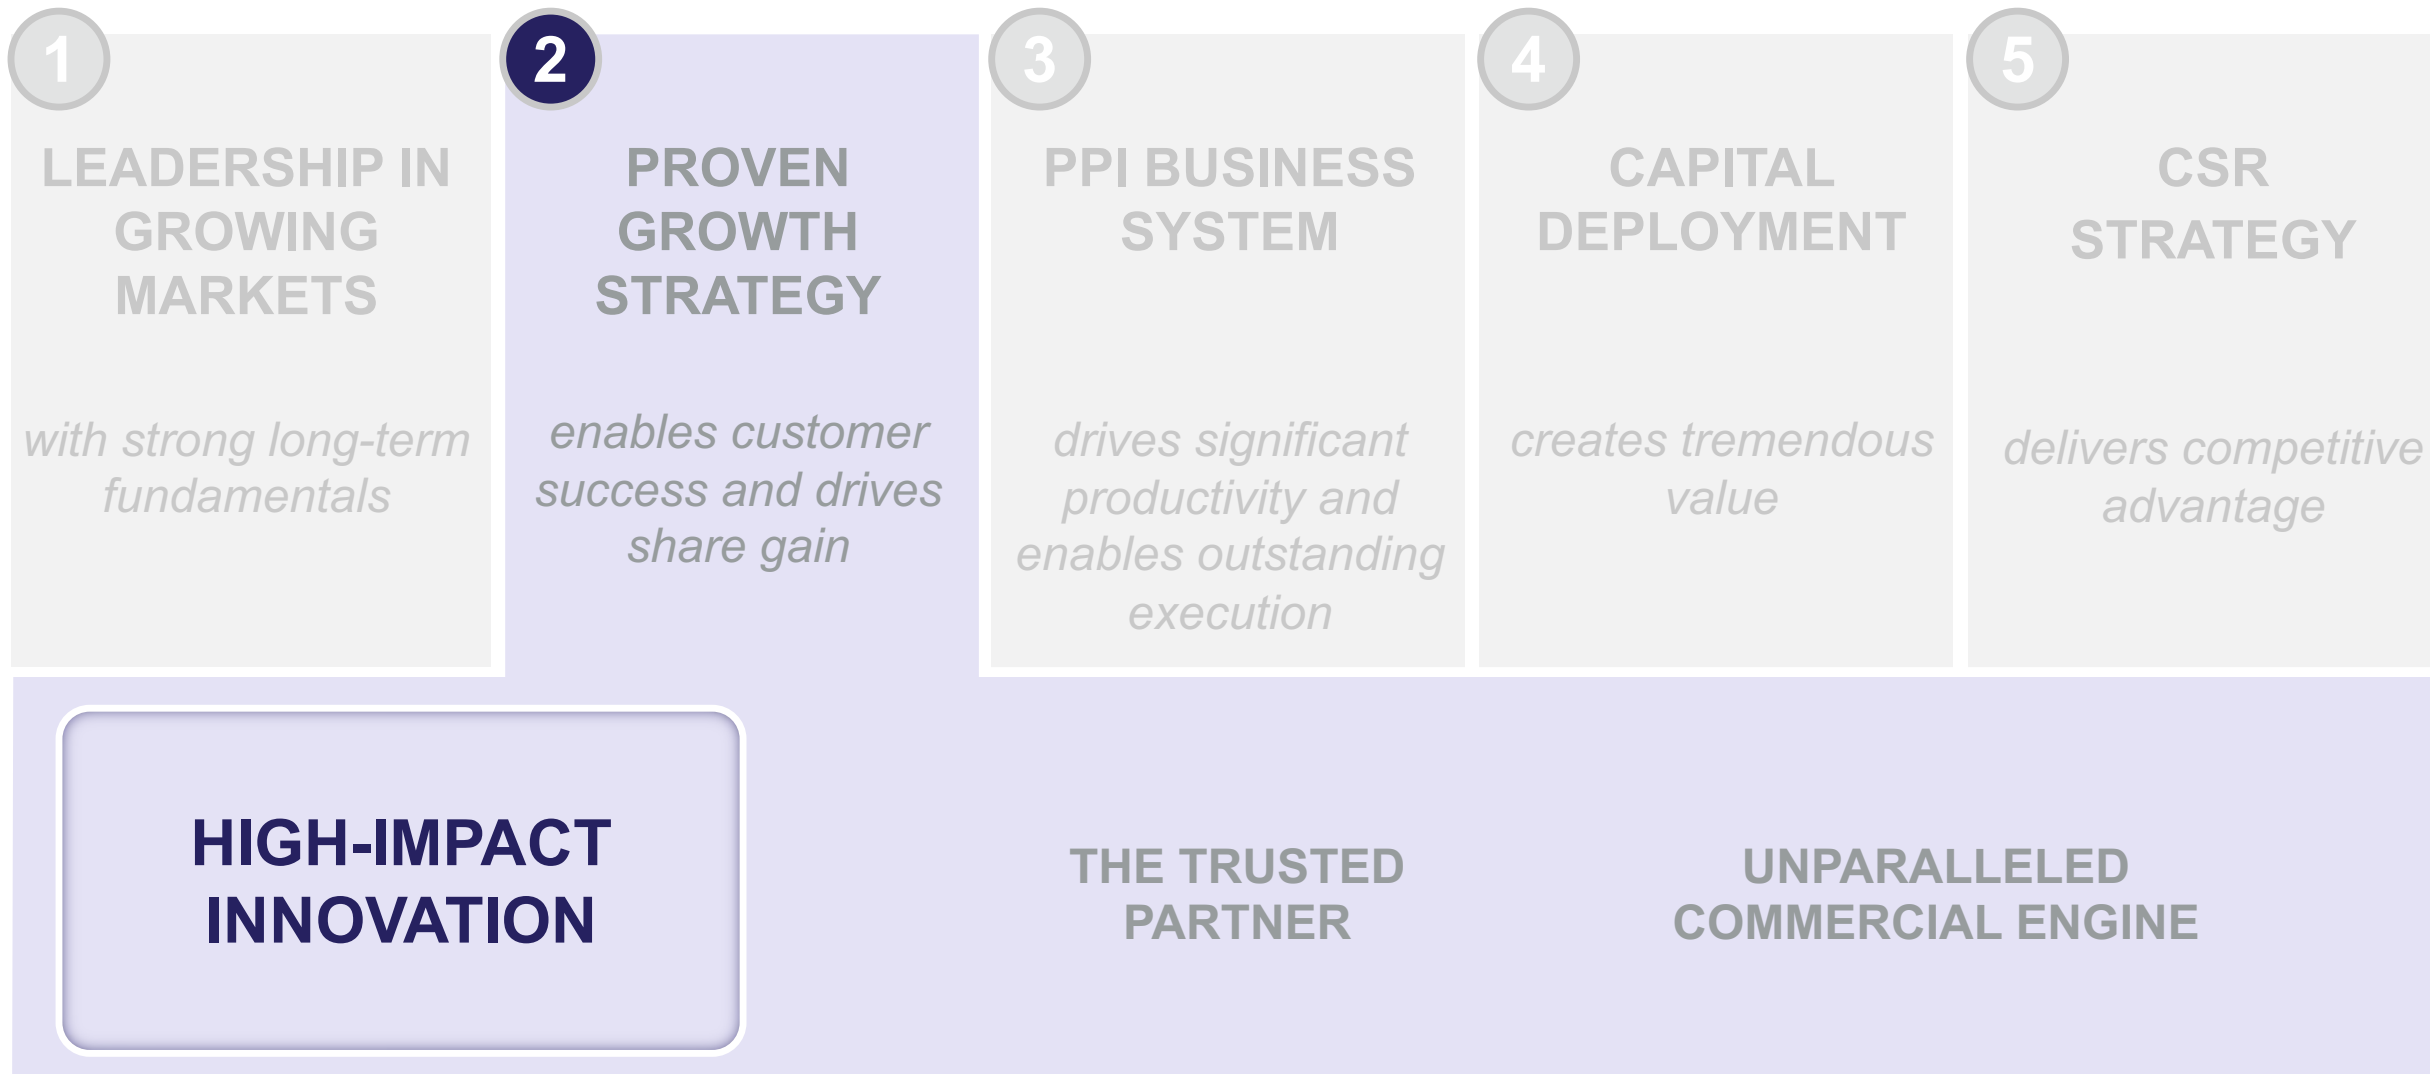 1
LEADERSHIP IN
GROWING
MARKETS
with strong long-term
fundamentals
2
PROVEN
GROWTH
STRATEGY
enables customer
success and drives
share gain
3
PPI BUSINESS
SYSTEM
drives significant
productivity and
enables outstanding
execution
4
CAPITAL
DEPLOYMENT
creates tremendous
value
5
CSR
STRATEGY
delivers competitive
advantage
HIGH-IMPACT
INNOVATION
THE TRUSTED
PARTNER
UNPARALLELED
COMMERCIAL ENGINE